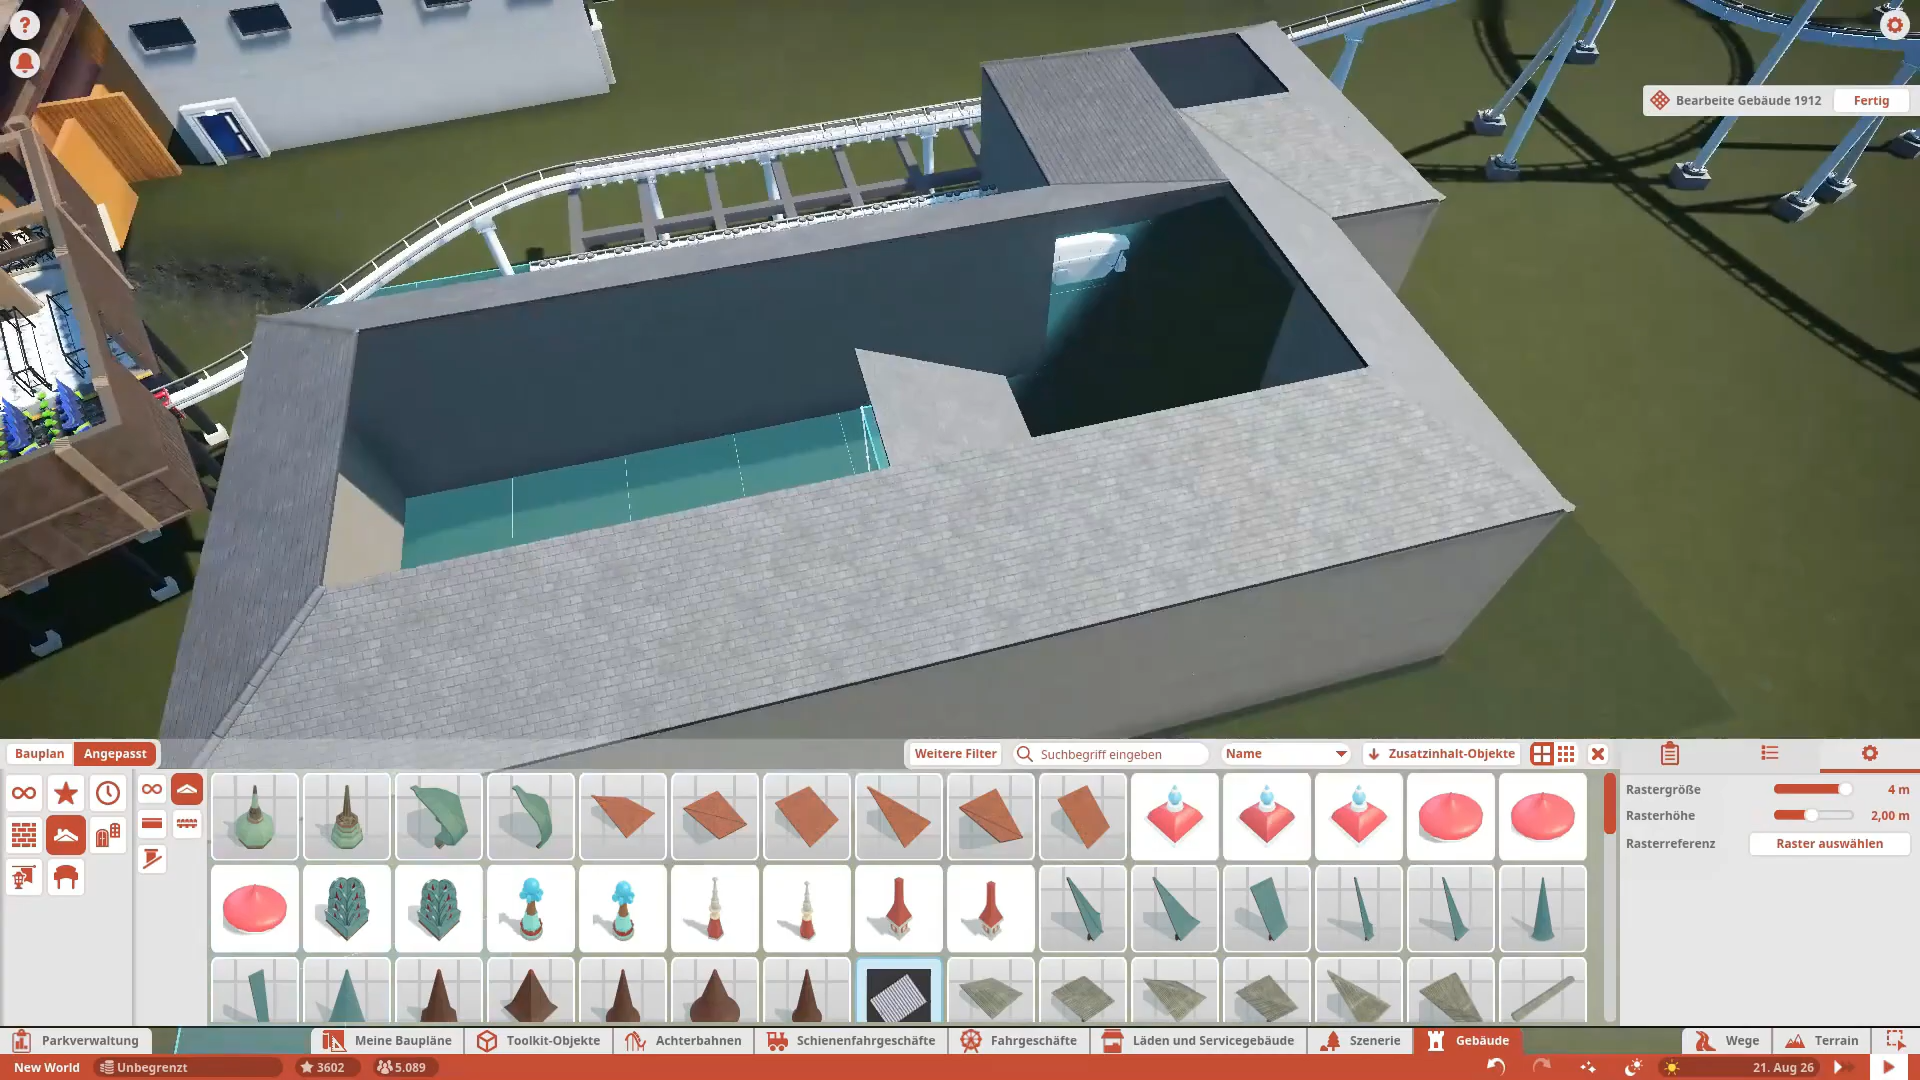 ?
Bearbeite Gebäude 1912
Fertig
Bauplan
Angepasst
Weitere Filter
Suchbegriff eingeben
Name
Zusatzinhalt-Objekte
Rastergröße
4 m
Rasterhöhe
2,00 m
Rasterreferenz
Raster auswählen
Parkverwaltung
Meine Baupläne
Toolkit-Objekte
Achterbahnen
Schienenfahrgeschäfte
Fahrgeschäfte
Läden und Servicegebäude
Szenerie
Gebäude
Wege
Terrain
New World
Unbegrenzt
3602
5.089
21. Aug 26